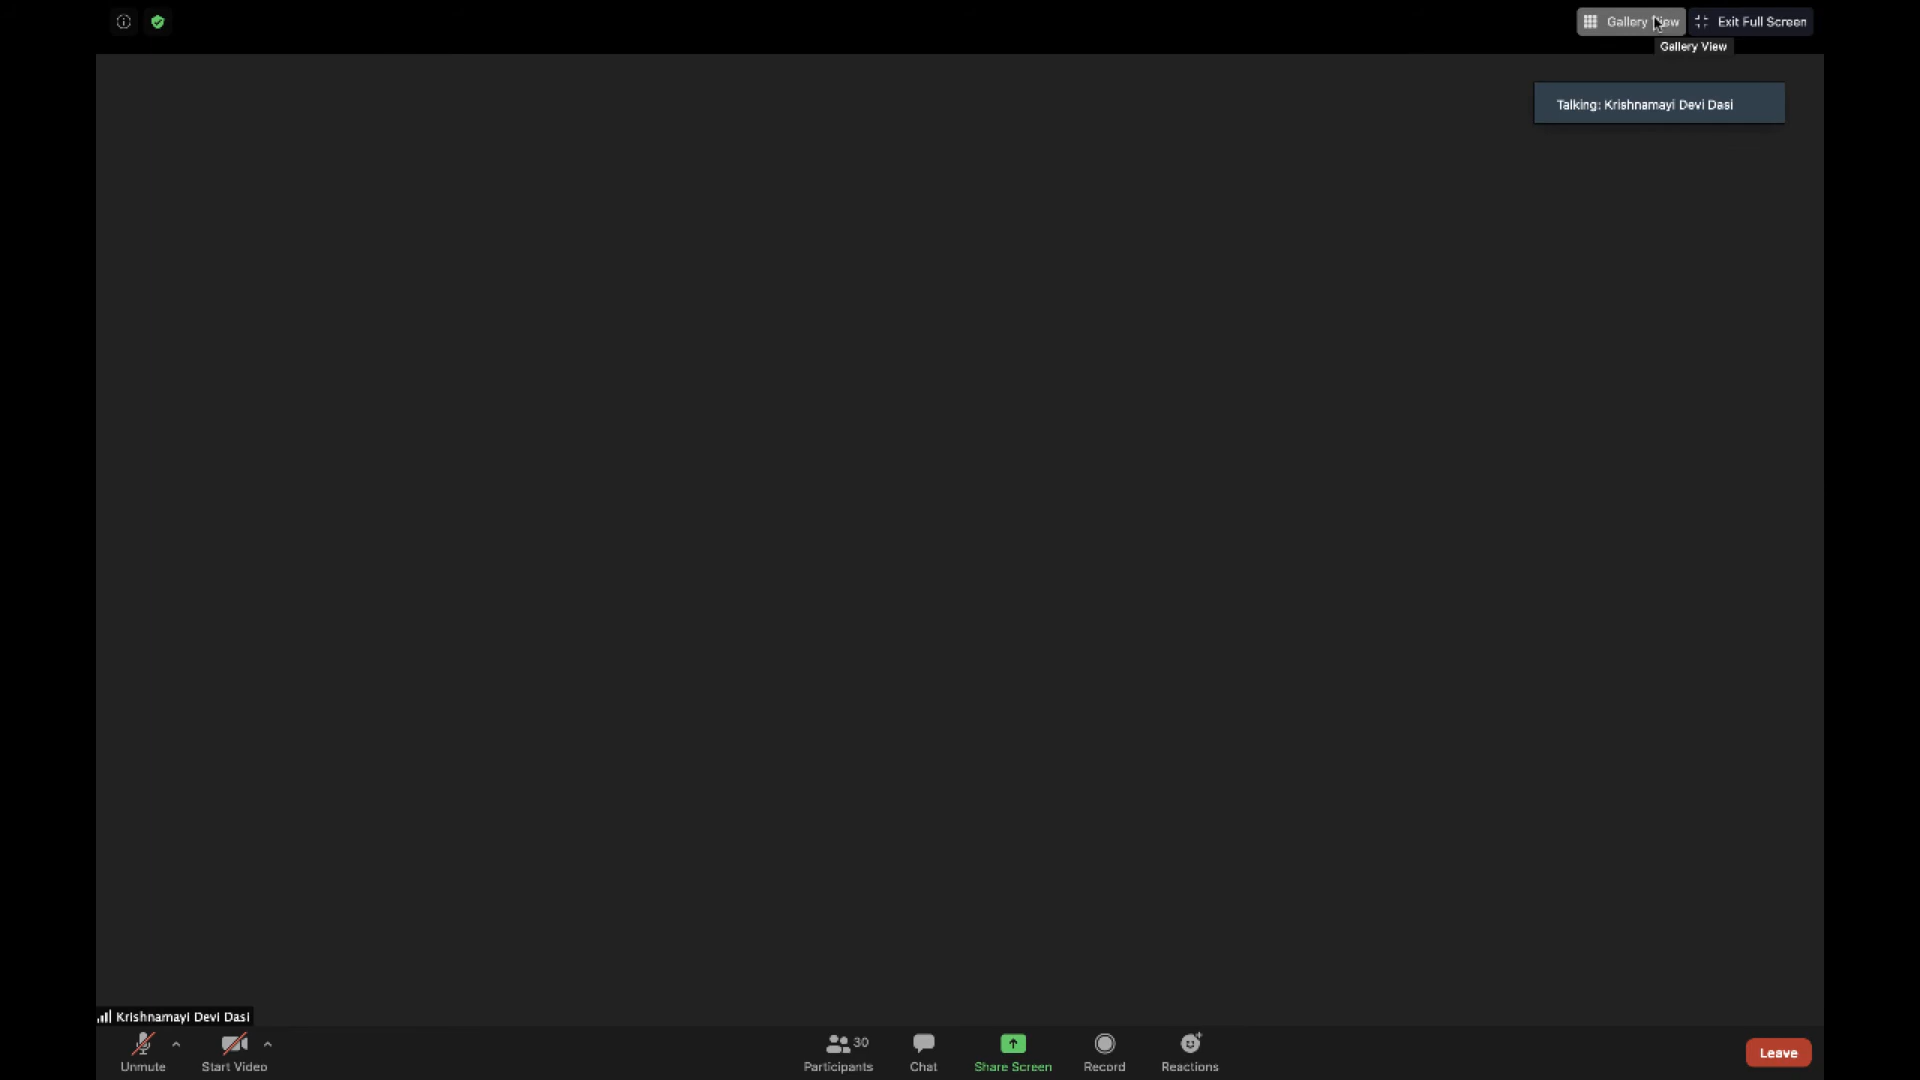 Gallery View
Exit Full Screen
Gallery View
Talking: Krishnamayi Devi Dasi
Krishnamayi Devi Dasi
Unmute
Start Video
30
Participants
Chat
Share Screen
Record
Reactions
Leave